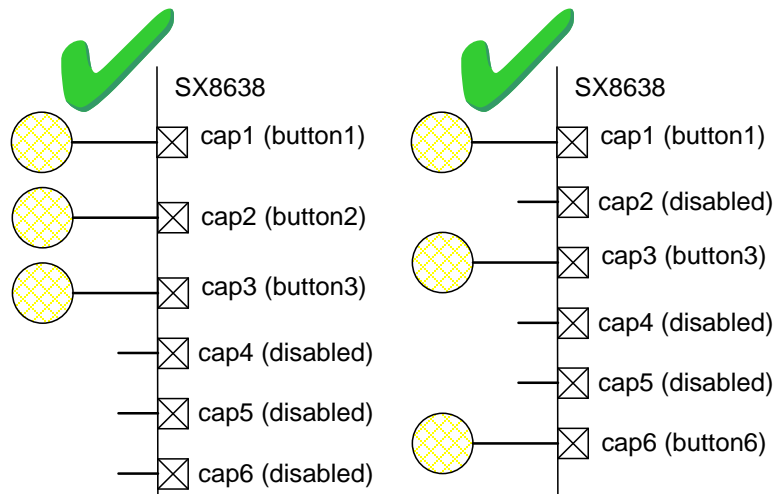 SX8638
cap1 (button1)
cap2 (button2)
cap3 (button3)
cap4 (disabled)
cap5 (disabled)
cap6 (disabled)
SX8638
cap1 (button1)
cap2 (disabled)
cap3 (button3)
cap4 (disabled)
cap5 (disabled)
cap6 (button6)